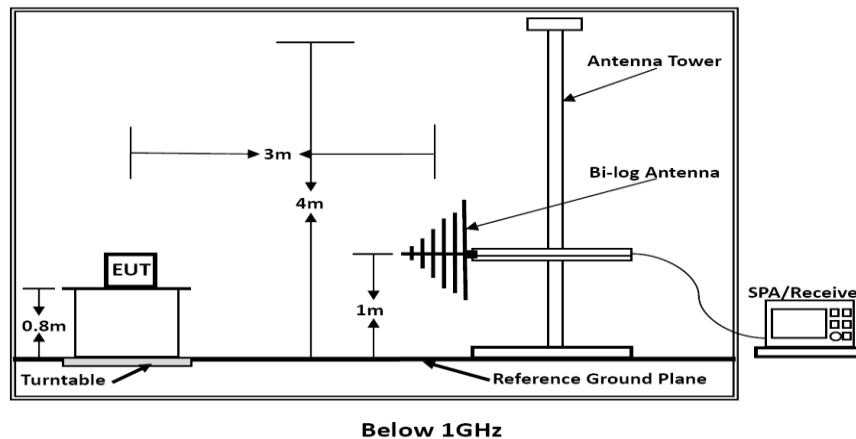 Antenna Tower
3m
Bi-log Antenna
4m
EUT
SPA/Receive
0.8m
1m
Turntable
Reference Ground Plane
Below 1GHz